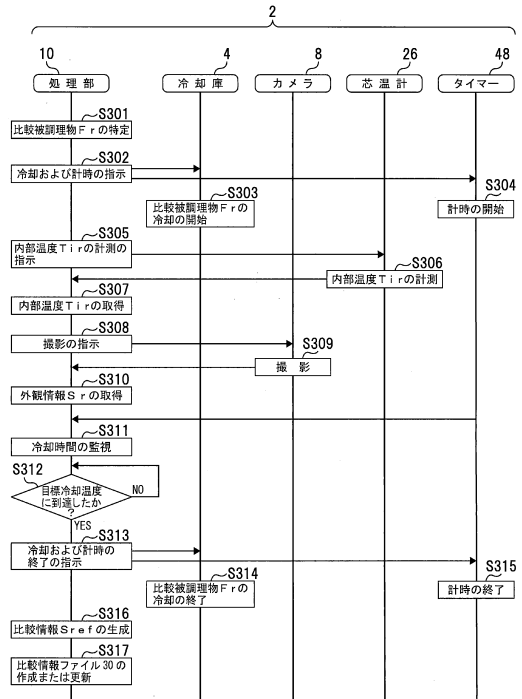 2
10
4
8
26
48
処理部
冷却庫
カメラ
芯温計
タイマー
S301
比較被調理物Frの特定
S302
冷却および計時の指示
S303
比較被調理物Frの
冷却の開始
S304
計時の開始
S305
内部温度Tirの計測の
指示
S306
内部温度Tirの計測
S307
内部温度Tirの取得
S308
撮影の指示
S309
撮影
S310
外観情報Srの取得
S311
冷却時間の監視
S312
目標冷却温度
に到達したか
?
NO
YES
S313
冷却および計時の
終了の指示
S314
比較被調理物Frの
冷却の終了
S315
計時の終了
S316
比較情報Srefの生成
S317
比較情報ファイル30の
作成または更新